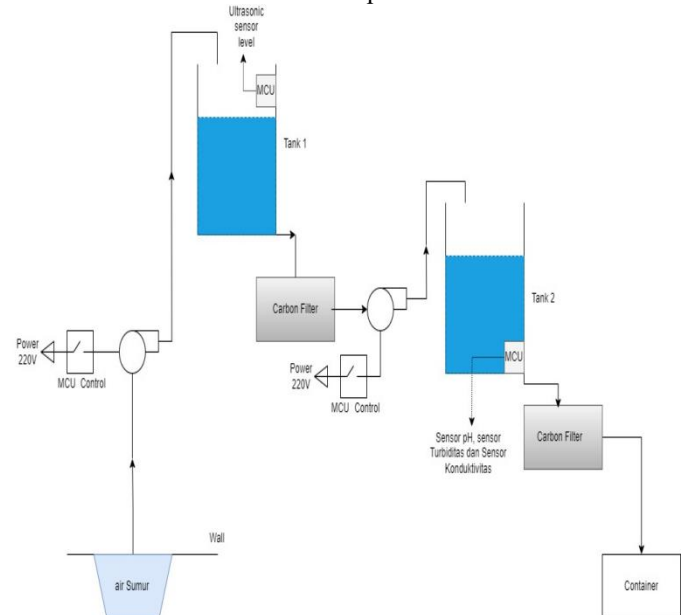 Ultrasonic
sensor
level
MCU
Tank 1
Carbon Filter
Tank 2
MCU
Power
220V
MCU Control
Power
220V
MCU Control
Sensor pH, sensor
Turbiditas dan Sensor
Konduktivitas
Carbon Filter
Wall
air Sumur
Container